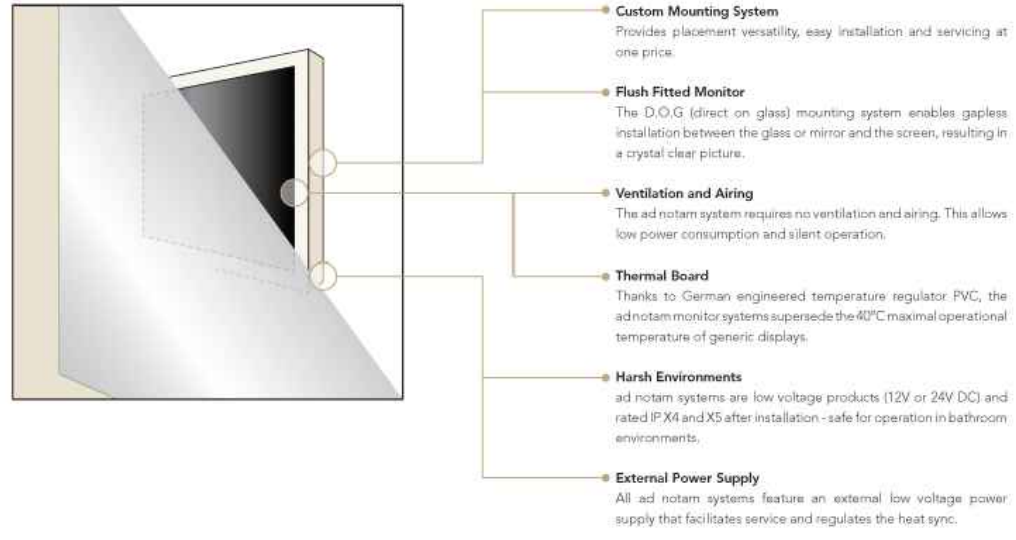 Custom Mounting System
Provides placement versatility, easy installation and servicing at
one price.
Flush Fitted Monitor
The D.O.G (direct on glass) mounting system enables gapless
installation between the glass or mirror and the screen, resulting in
a crystal clear picture.
Ventilation and Airing
The ad notam system requires no ventilation and airing. This allows
low power consumption and silent operation.
Thermal Board
Thanks to German engineered temperature regulator PVC, the
ad notam monitor systems supersede the 40°C maximal operational
temperature of generic displays.
Harsh Environments
ad notam systems are low voltage products (12V or 24V DC) and
rated IP X4 and X5 after installation - safe for operation in bathroom
environments.
External Power Supply
All ad notam systems feature an external low voltage power
supply that facilitates service and regulates the heat sync.